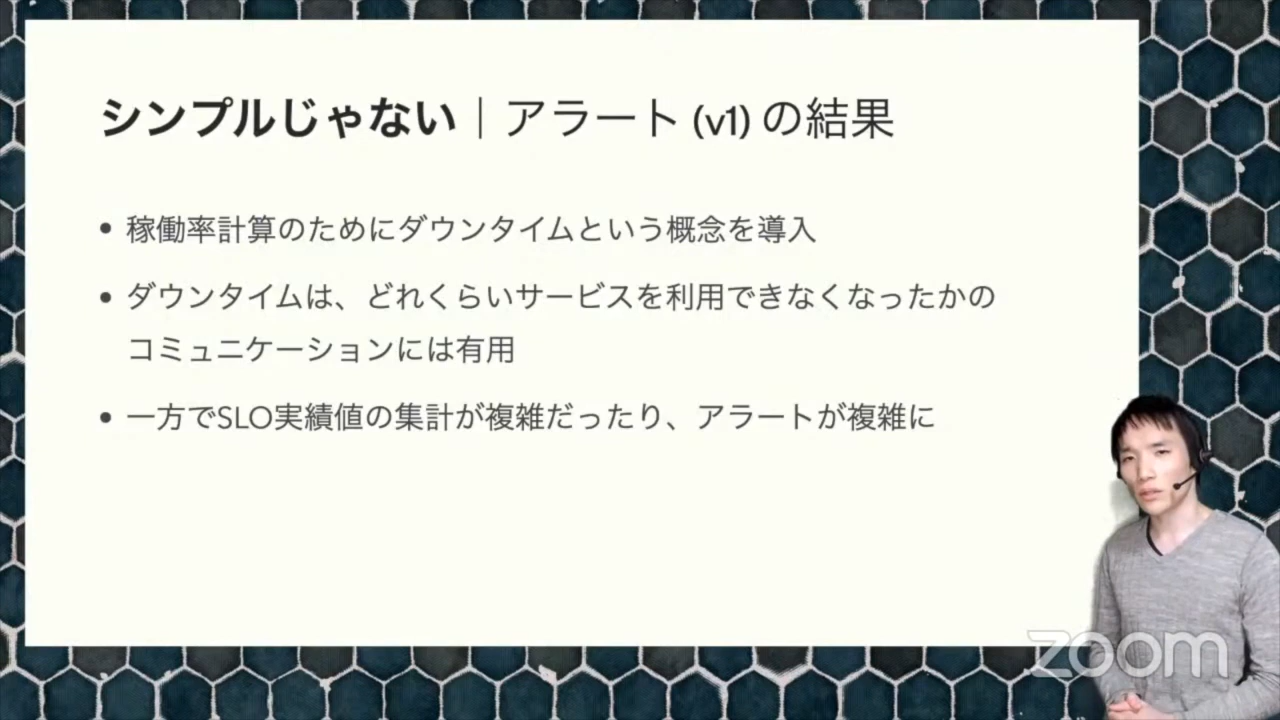 シンプルじゃない｜アラート (v1) の結果
• 稼働率計算のためにダウンタイムという概念を導入
• ダウンタイムは、どれくらいサービスを利用できなくなったかの
コミュニケーションには有用
• 一方でSLO実績値の集計が複雑だったり、アラートが複雑に
zoom